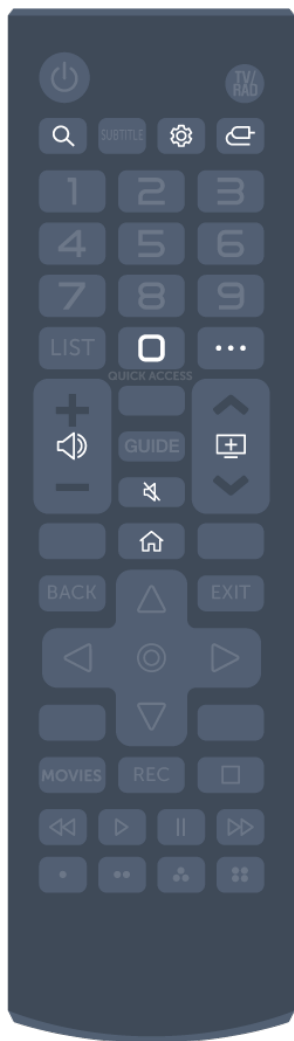 TV/
RAD
SUBTITLE
1 2 3
4 5 6
7 8 9
LIST 0 ...
QUICK ACCESS
GUIDE
BACK EXIT
MOVIES REC